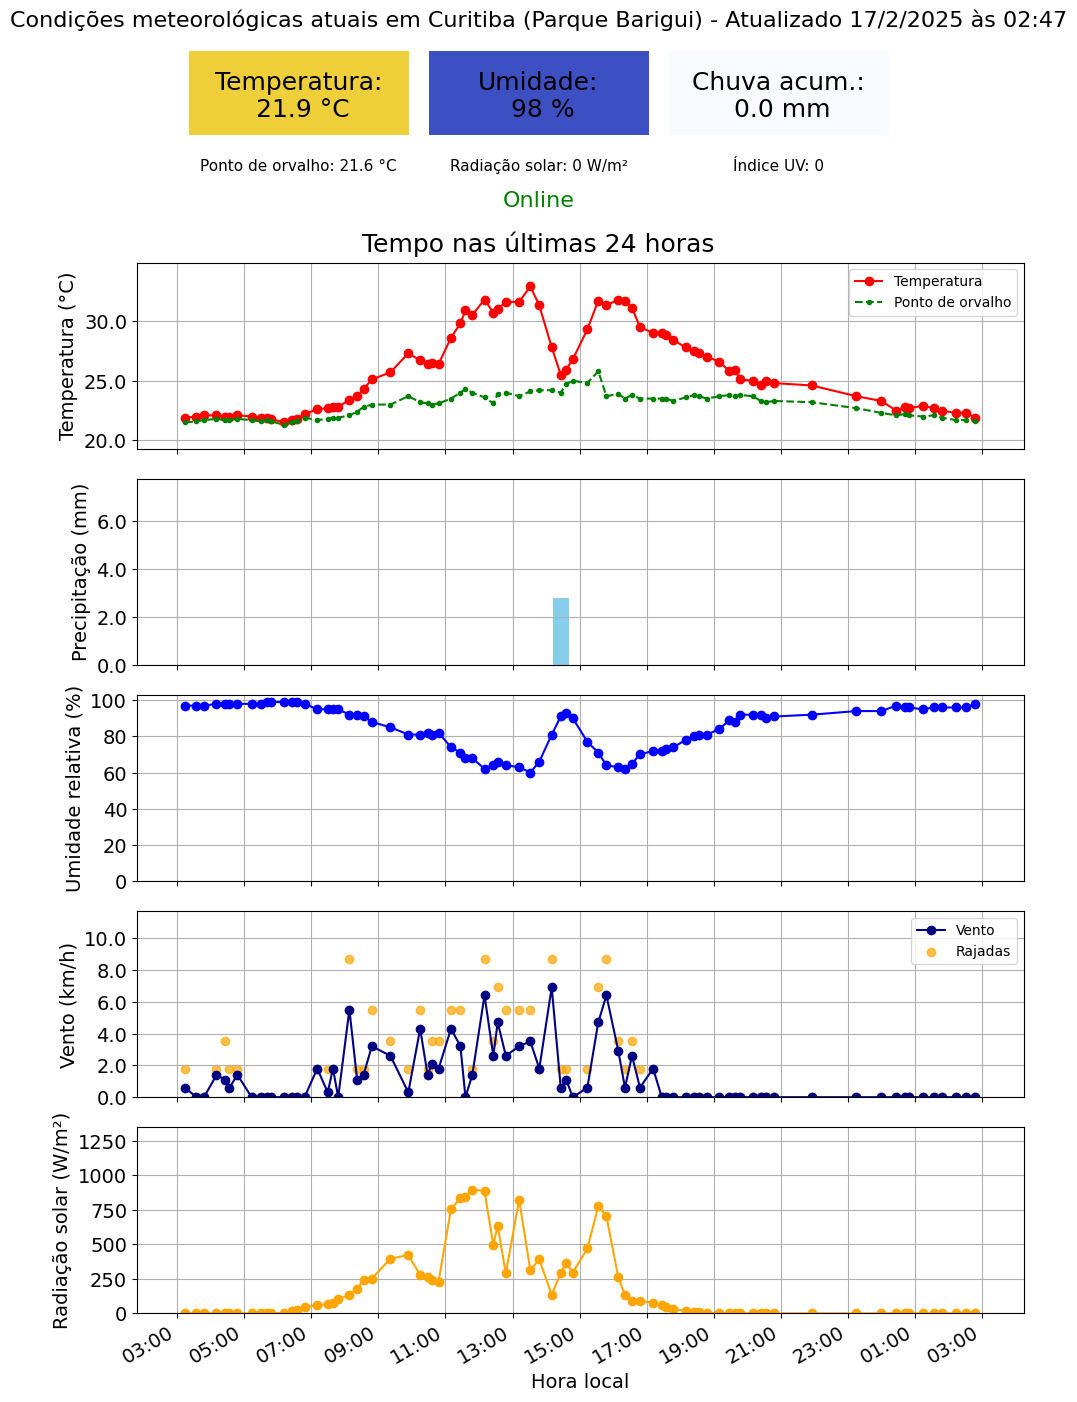 Condições meteorológicas atuais em Curitiba (Parque Barigui) - Atualizado 17/2/2025 às 02:47
Temperatura:
21.9 °C
Umidade:
98 %
Chuva acum.:
0.0 mm
Ponto de orvalho: 21.6 °C
Radiação solar: 0 W/m²
Índice UV: 0
Online
Tempo nas últimas 24 horas
Temperatura (°C)
30.0
25.0
20.0
Temperatura
Ponto de orvalho
Precipitação (mm)
6.0
4.0
2.0
0.0
Umidade relativa (%)
100
80
60
40
20
0
Vento (km/h)
10.0
8.0
6.0
4.0
2.0
0.0
Vento
Rajadas
Radiação solar (W/m²)
1250
1000
750
500
250
0
03:00 05:00 07:00 09:00 11:00 13:00 15:00 17:00 19:00 21:00 23:00 01:00 03:00
Hora local